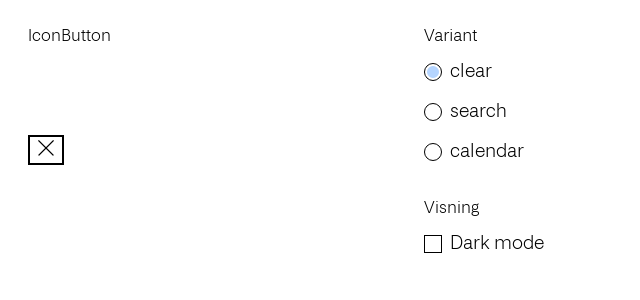 IconButton
Variant
clear
search
calendar
Visning
Dark mode